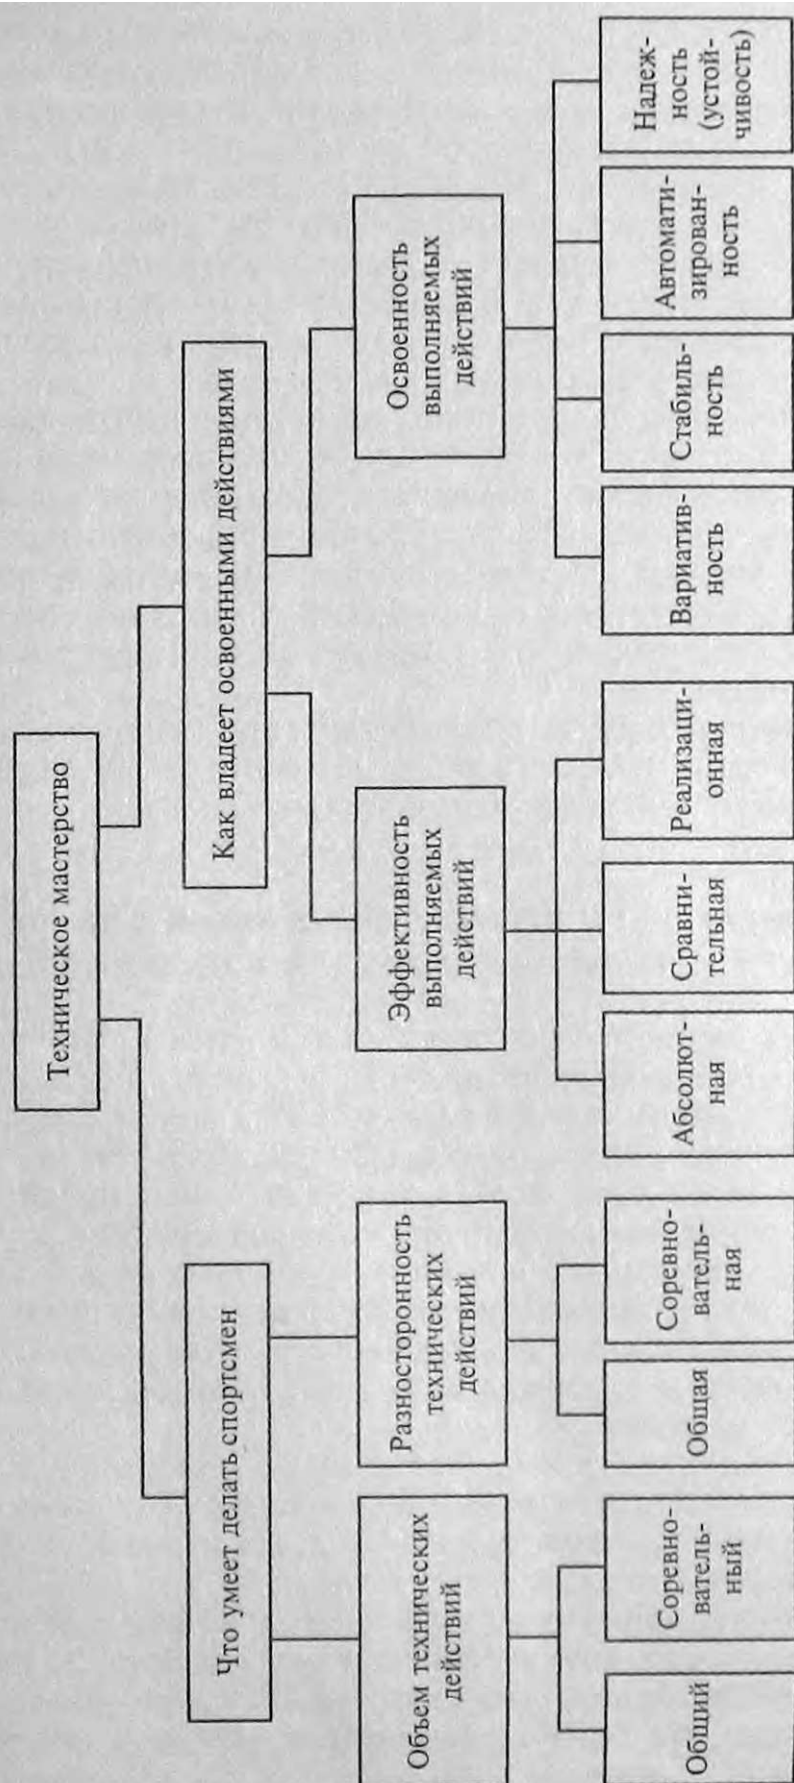 Техническое мастерство
Что умеет делать спортсмен
Как владеет освоенными действиями
Объем технических
действий
Разносторонность
технических
действий
Эффективность
выполняемых
действий
Освоенность
выполняемых
действий
Общий
Соревно-
ватель-
ный
Общая
Соревно-
ватель-
ная
Абсолют-
ная
Сравни-
тельная
Реализаци-
онная
Вариатив-
ность
Стабиль-
ность
Автомати-
зирован-
ность
Надеж-
ность
(устой-
чивость)